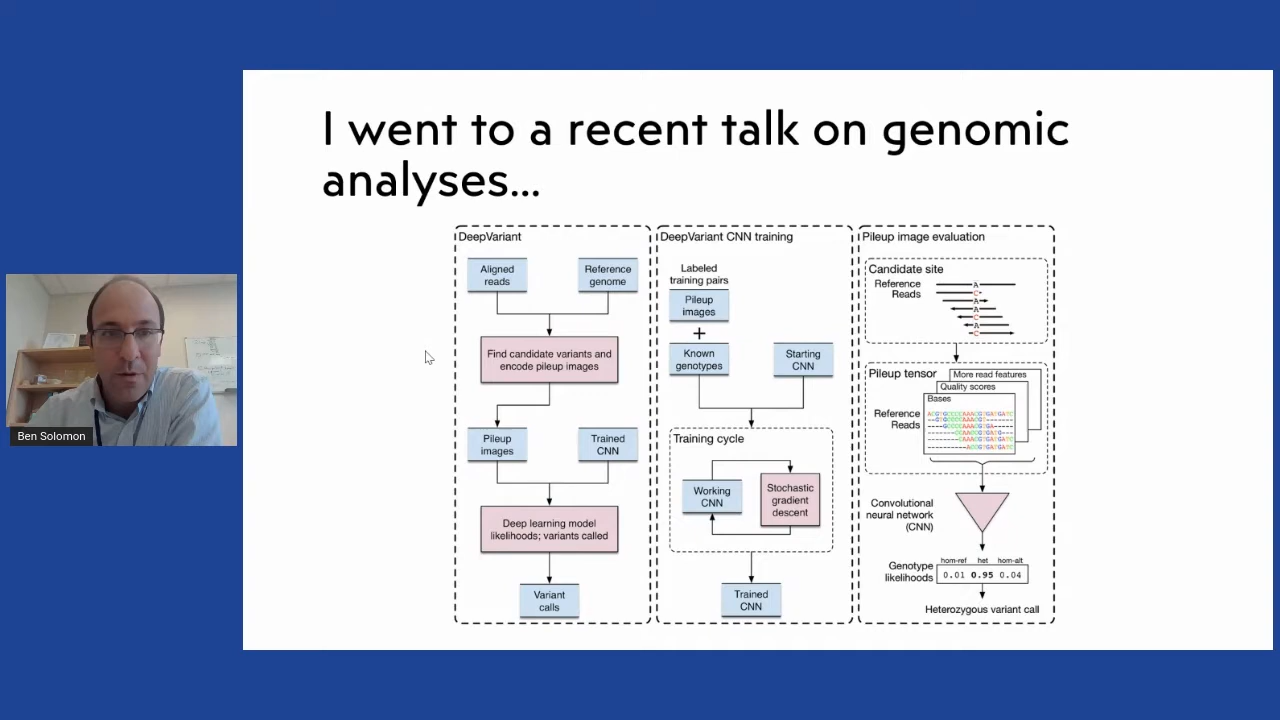 I went to a recent talk on genomic
analyses...
DeepVariant
Aligned
reads
Reference
genome
Find candidate variants and
encode pileup images
Pileup
images
Trained
CNN
Deep learning model
likelihoods; variants called
Variant
calls
DeepVariant CNN training
Labeled
training pairs
Pileup
images
+
Known
genotypes
Starting
CNN
Training cycle
Working
CNN
Stochastic
gradient
descent
Trained
CNN
Pileup image evaluation
Candidate site
Reference
Reads
A
C
A
A
C
A
C
Pileup tensor
More read features
Quality scores
Bases
Reference
Reads
Convolutional
neural network
(CNN)
Genotype
likelihoods
hom-ref het hom-alt
0.01 0.95 0.04
Heterozygous variant call
Ben Solomon